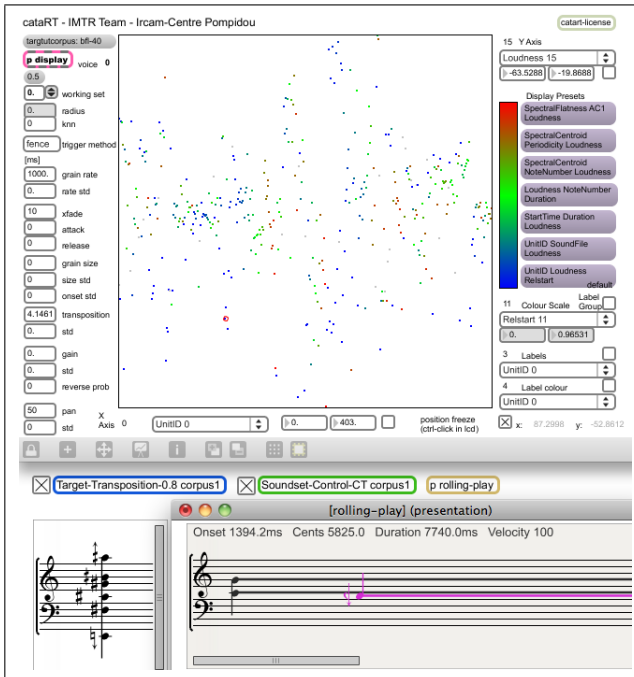 cataRT - IMTR Team - Ircam-Centre Pompidou
catart-license
targtutcorpus: bfl-40
p display
voice 0
0.5
0. working set
0. radius
0 knn
fence trigger method
[ms]
1000. grain rate
0. rate std
10 xfade
0 attack
0 release
0 grain size
0 size std
0 onset std
4.1461 transposition
0. std
0. gain
0. std
0 reverse prob
50 pan
0 std
X Axis 0
UnitID 0
0.
403.
position freeze
(ctrl-click in lcd)
x: 87.2998 y: -52.8612
15 Y Axis
Loudness 15
-63.5288 -19.8688
Display Presets
SpectralFlatness AC1
Loudness
SpectralCentroid
Periodicity Loudness
SpectralCentroid
NoteNumber Loudness
Loudness NoteNumber
Duration
StartTime Duration
Loudness
UnitID SoundFile
Loudness
UnitID Loudness
Relstart
default
11 Colour Scale
Label
Group
Relstart 11
0. 0.96531
3 Labels
UnitID 0
4 Label colour
UnitID 0
Target-Transposition-0.8 corpus1
Soundset-Control-CT corpus1
p rolling-play
[rolling-play] (presentation)
Onset 1394.2ms Cents 5825.0 Duration 7740.0ms Velocity 100